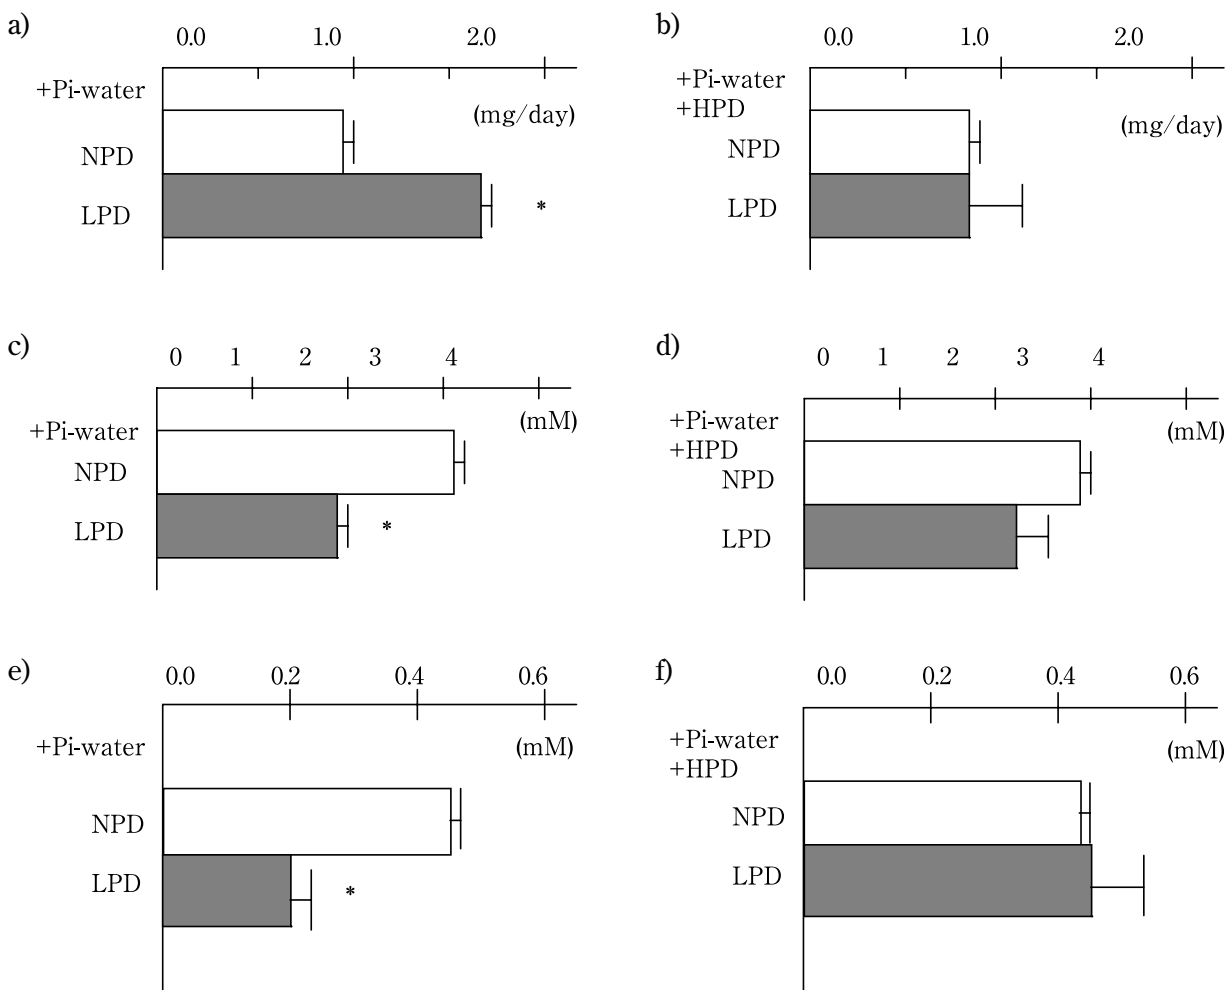 a)
0.0 1.0 2.0
+Pi-water
(mg/day)
NPD
LPD
*
b)
0.0 1.0 2.0
+Pi-water
+HPD
(mg/day)
NPD
LPD
c)
0 1 2 3 4
(mM)
+Pi-water
NPD
LPD
*
d)
0 1 2 3 4
+Pi-water
(mM)
+HPD
NPD
LPD
e)
0.0 0.2 0.4 0.6
+Pi-water
(mM)
NPD
LPD
*
f)
0.0 0.2 0.4 0.6
+Pi-water
(mM)
+HPD
NPD
LPD